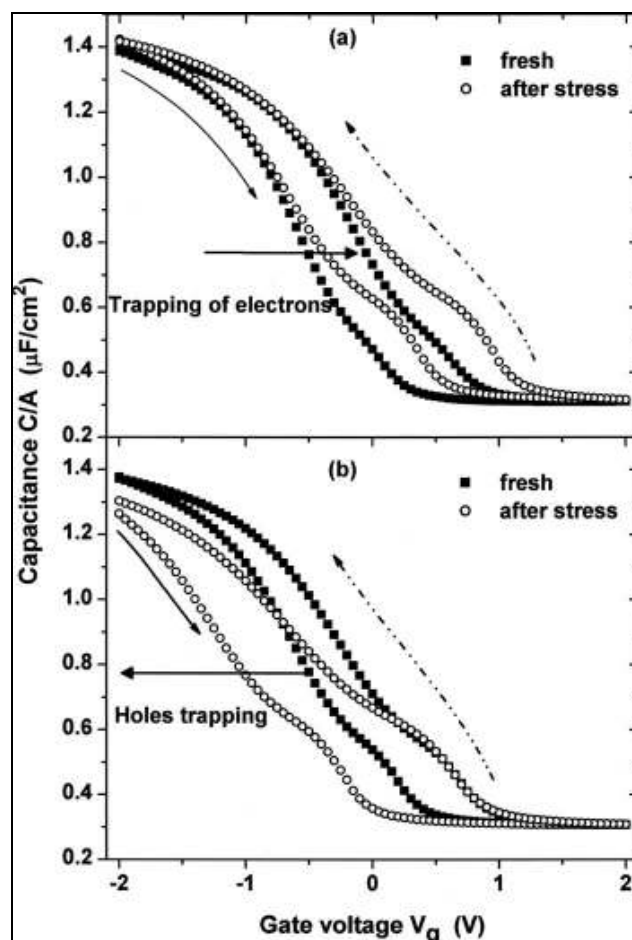 (a)
fresh
after stress
Trapping of electrons
1.4
1.2
1.0
0.8
0.6
0.4
0.2
Capacitance C/A (μF/cm²)
(b)
fresh
after stress
Holes trapping
1.4
1.2
1.0
0.8
0.6
0.4
0.2
-2 -1 0 1 2
Gate voltage Vg (V)